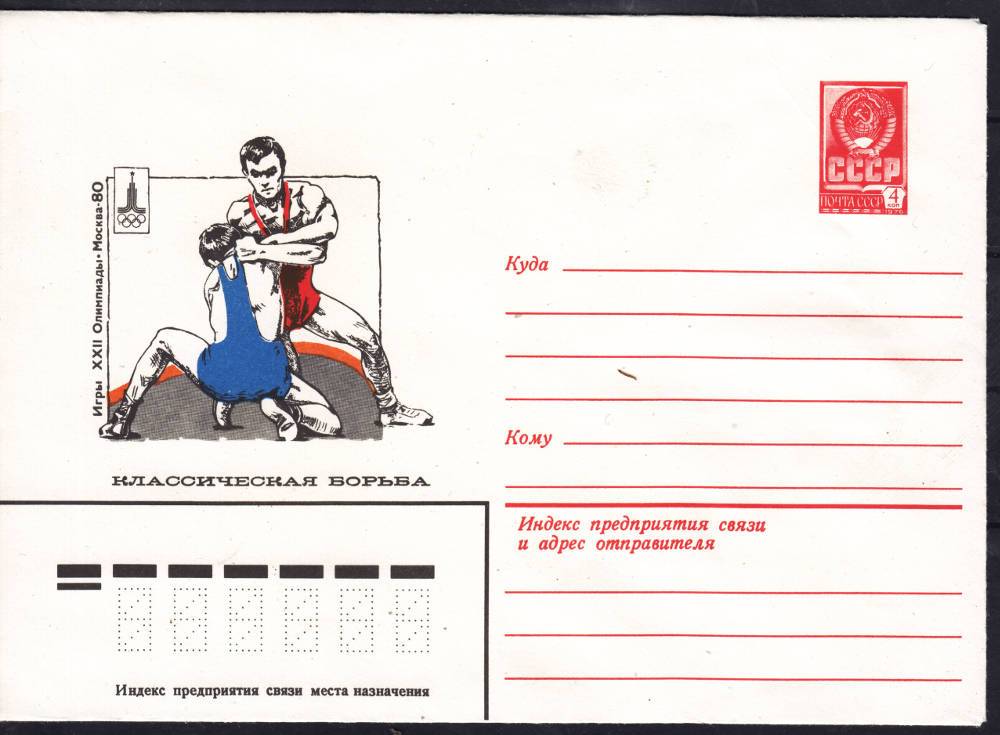 Игры XXII Олимпиады • Москва-80
КЛАССИЧЕСКАЯ БОРЬБА
СССР
ПОЧТА СССР
4
КОП
1976
Куда
Кому
Индекс предприятия связи
и адрес отправителя
Индекс предприятия связи места назначения